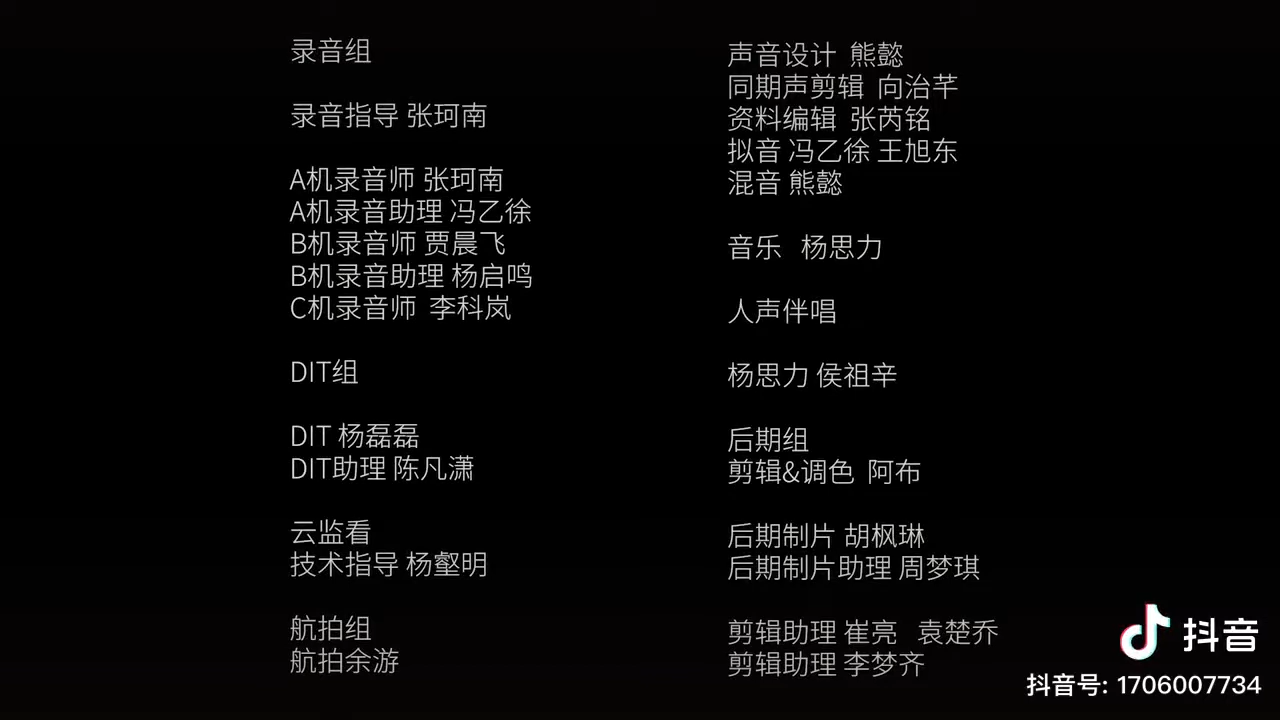 录音组
录音指导 张珂南
A机录音师 张珂南
A机录音助理 冯乙徐
B机录音师 贾晨飞
B机录音助理 杨启鸣
C机录音师 李科岚
DIT组
DIT 杨磊磊
DIT助理 陈凡潇
云监看
技术指导 杨壑明
航拍组
航拍余游
声音设计 熊懿
同期声剪辑 向治芊
资料编辑 张芮铭
拟音 冯乙徐 王旭东
混音 熊懿
音乐 杨思力
人声伴唱
杨思力 侯祖辛
后期组
剪辑&调色 阿布
后期制片 胡枫琳
后期制片助理 周梦琪
剪辑助理 崔亮 袁楚乔
剪辑助理 李梦齐
抖音
抖音号: 1706007734